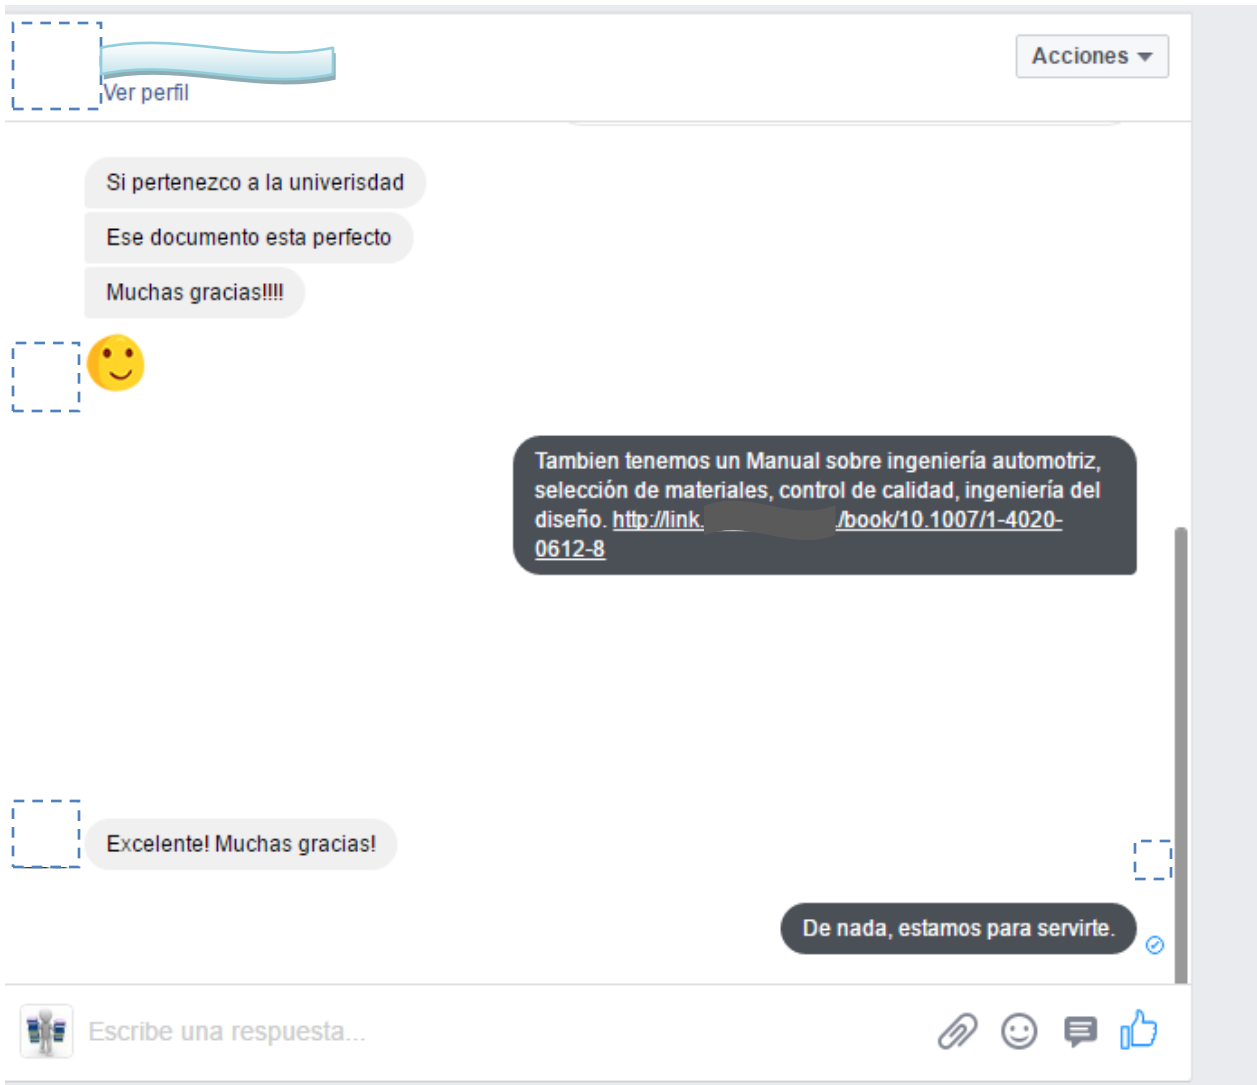 Acciones
Ver perfil
Si pertenezco a la univerisdad
Ese documento esta perfecto
Muchas gracias!!!!
Tambien tenemos un Manual sobre ingeniería automotriz,
selección de materiales, control de calidad, ingeniería del
diseño. http://link. /book/10.1007/1-4020-
0612-8
Excelente! Muchas gracias!
De nada, estamos para servirte.
Escribe una respuesta...